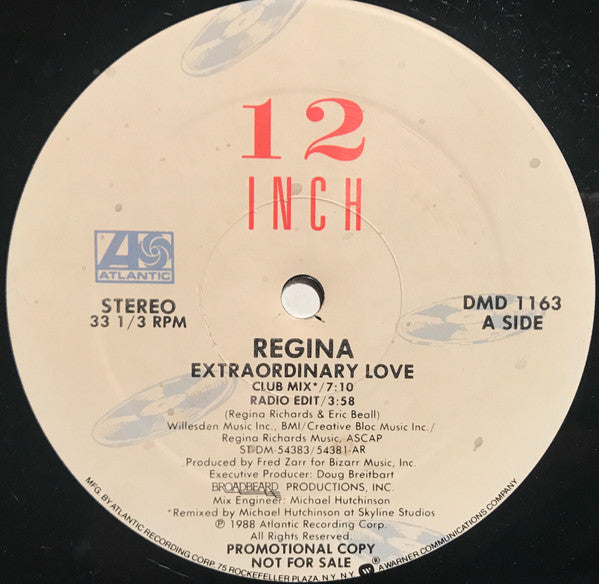 12
INCH
ATLANTIC
STEREO
33 1/3 RPM
DMD 1163
A SIDE
REGINA
EXTRAORDINARY LOVE
CLUB MIX*/7:10
RADIO EDIT/3:58
(Regina Richards & Eric Beall)
Willesden Music Inc., BMI/Creative Bloc Music Inc./
Regina Richards Music, ASCAP
ST-DM-54383/54381-AR
Produced by Fred Zarr for Bizarr Music, Inc.
Executive Producer: Doug Breitbart
BROADBEARD PRODUCTIONS, INC.
Mix Engineer: Michael Hutchinson
*Remixed by Michael Hutchinson at Skyline Studios
℗ 1988 Atlantic Recording Corp.
All Rights Reserved.
PROMOTIONAL COPY
NOT FOR SALE
MFG. BY ATLANTIC RECORDING CORP. 75 ROCKEFELLER PLAZA, N.Y. N.Y. A WARNER COMMUNICATIONS COMPANY